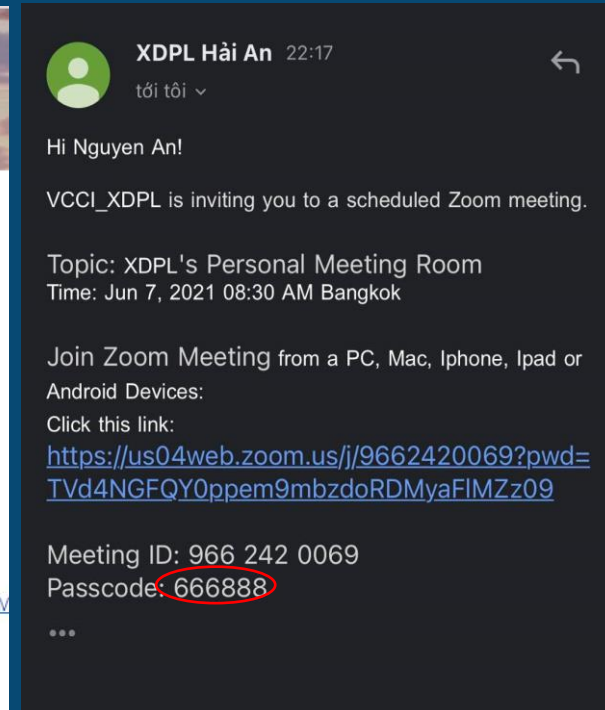 XDPL Hải An 22:17
tới tôi
Hi Nguyen An!
VCCI_XDPL is inviting you to a scheduled Zoom meeting.
Topic: XDPL's Personal Meeting Room
Time: Jun 7, 2021 08:30 AM Bangkok
Join Zoom Meeting from a PC, Mac, Iphone, Ipad or
Android Devices:
Click this link:
https://us04web.zoom.us/j/9662420069?pwd=
TVd4NGFQY0ppem9mbzdoRDMyaFlMZz09
Meeting ID: 966 242 0069
Passcode: 666888